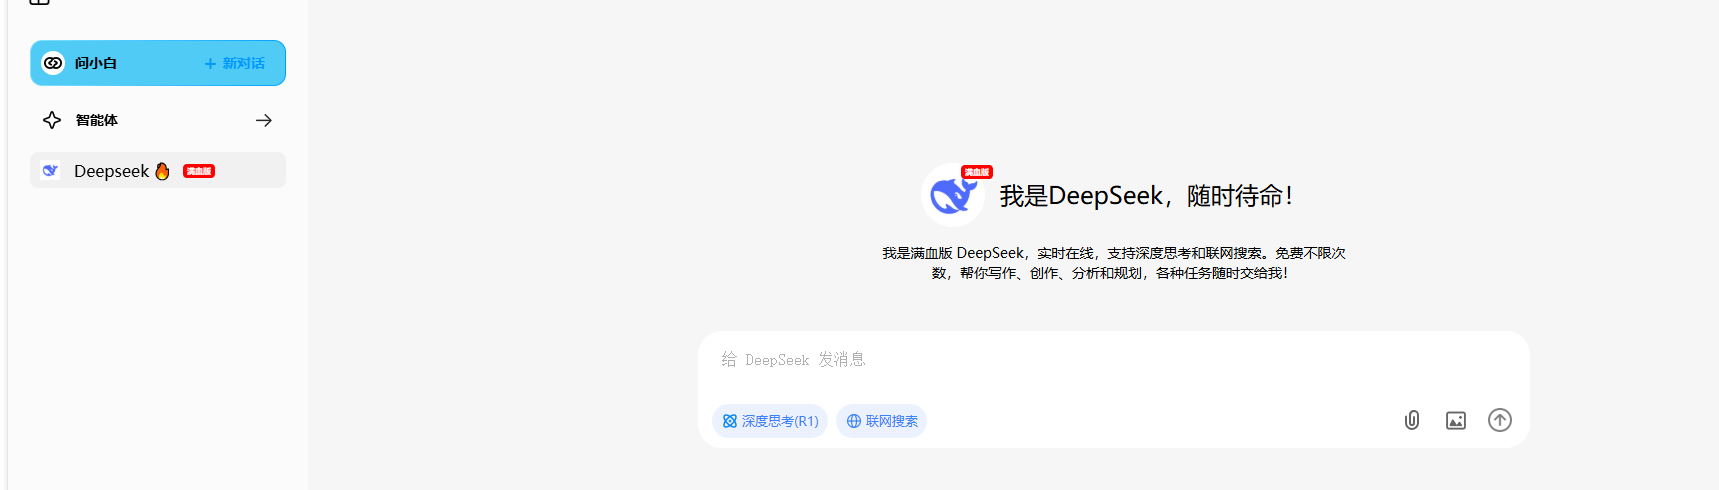 问小白
+ 新对话
智能体
Deepseek 满血版
满血版
我是DeepSeek，随时待命！
我是满血版 DeepSeek，实时在线，支持深度思考和联网搜索。免费不限次
数，帮你写作、创作、分析和规划，各种任务随时交给我！
给 DeepSeek 发消息
深度思考(R1) 联网搜索